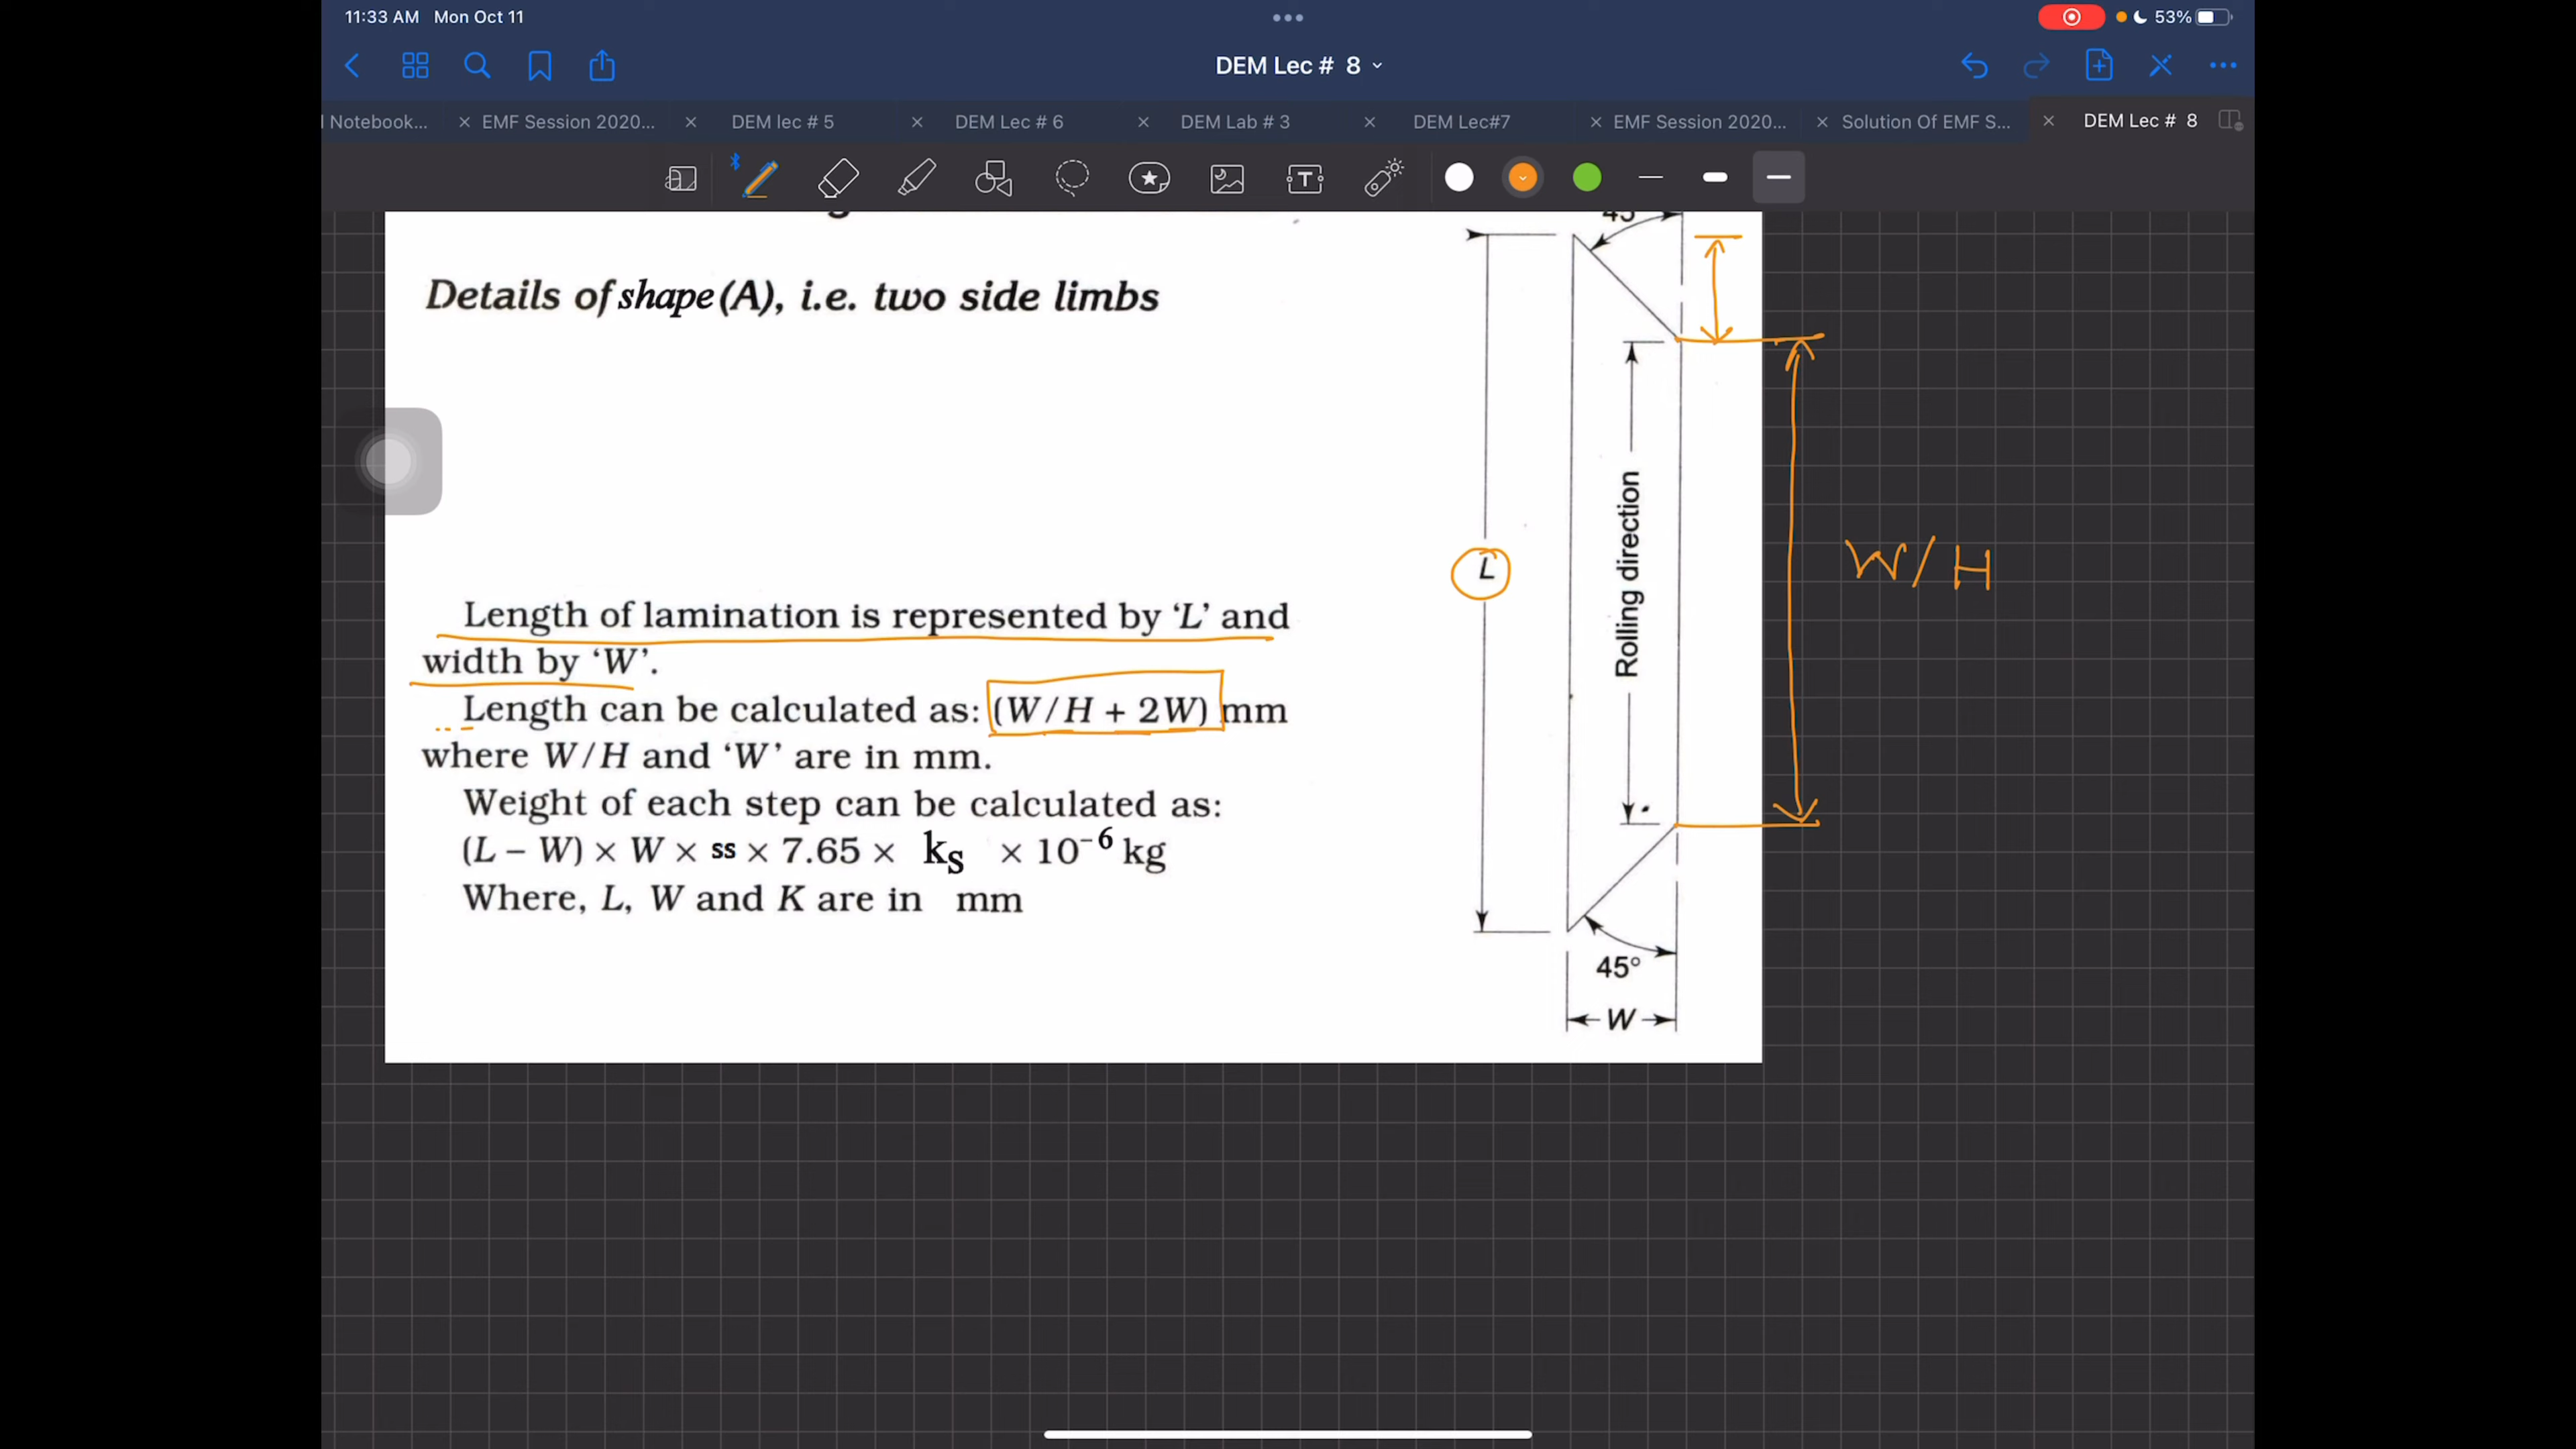 11:33 AM Mon Oct 11
53%
DEM Lec # 8
l Notebook...
EMF Session 2020...
DEM lec # 5
DEM Lec # 6
DEM Lab # 3
DEM Lec#7
EMF Session 2020...
Solution Of EMF S...
DEM Lec # 8
45
Details of shape (A), i.e. two side limbs
L
Rolling direction
W/H
Length of lamination is represented by ‘L’ and
width by ‘W’.
Length can be calculated as: (W/H + 2W) mm
where W/H and ‘W’ are in mm.
Weight of each step can be calculated as:
(L – W) × W × ss × 7.65 × kₛ × 10⁻⁶ kg
Where, L, W and K are in mm
45°
W